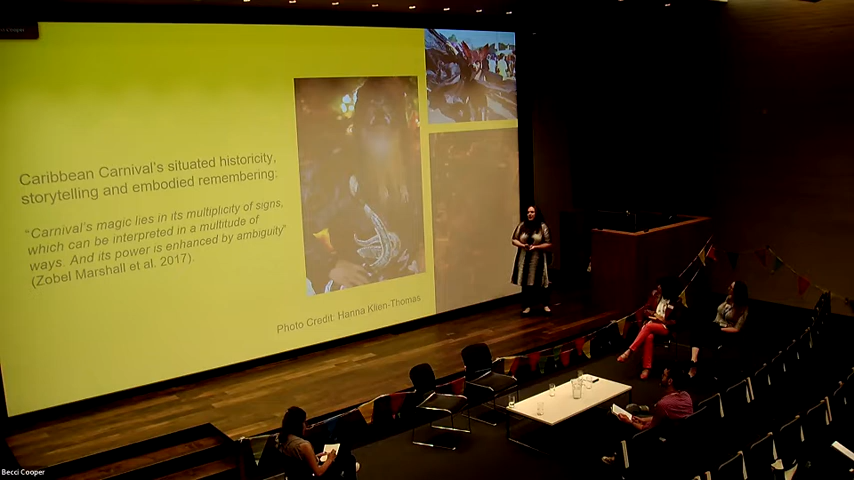 Caribbean Carnival's situated historicity,
storytelling and embodied remembering.
"Carnival's magic lies in its multiplicity of signs,
which can be interpreted in a multitude of
ways. And its power is enhanced by ambiguity"
(Zobel Marshall et al. 2017).
Photo Credit: Hanna Klien-Thomas
Becci Cooper